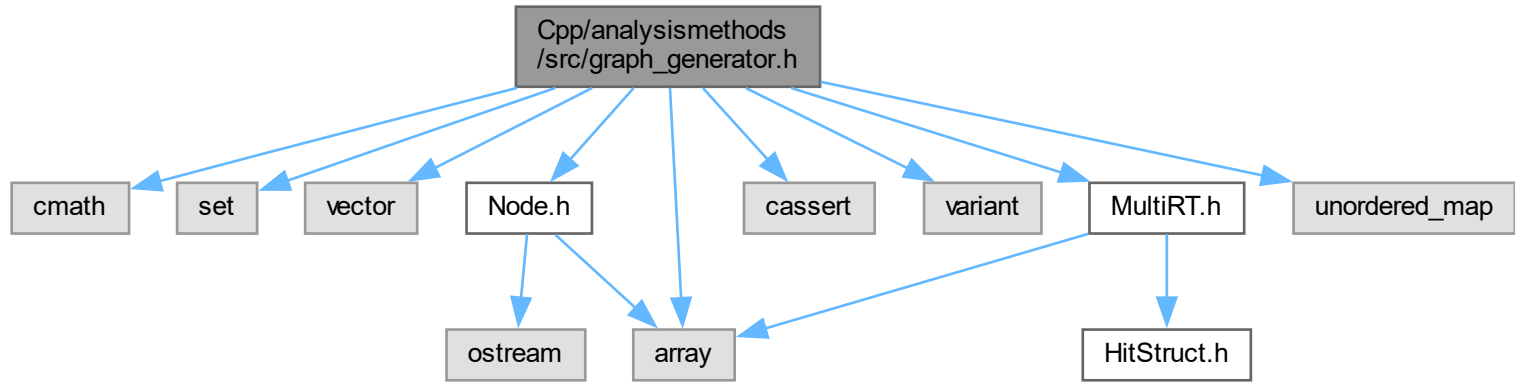 Cpp/analysismethods
/src/graph_generator.h
cmath
set
vector
Node.h
cassert
variant
MultiRT.h
unordered_map
ostream
array
HitStruct.h